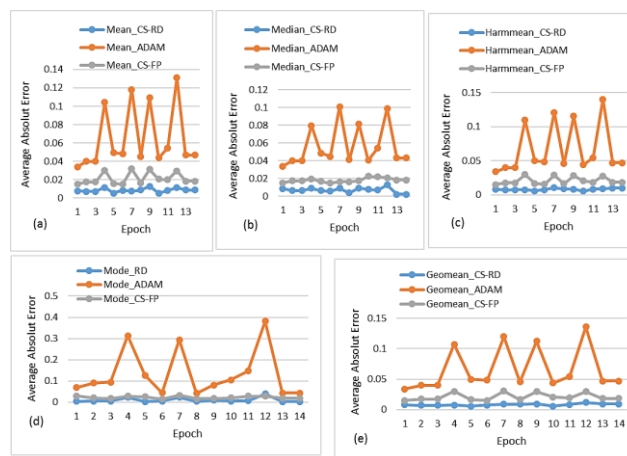 Mean_CS-RD
Mean_ADAM
Mean_CS-FP
0.14
0.12
0.1
0.08
0.06
0.04
0.02
0
Average Absolut Error
1 3 5 7 9 11 13
(a)
Epoch
Median_CS-RD
Median_ADAM
Median_CS-FP
0.12
0.1
0.08
0.06
0.04
0.02
0
Average Absolut Error
1 3 5 7 9 11 13
(b)
Epoch
Harmmean_CS-RD
Harmmean_ADAM
Harmmean_CS-FP
0.15
0.1
0.05
0
Average Absolut Error
1 3 5 7 9 11 13
(c)
Epoch
Mode_RD
Mode_ADAM
Mode_CS-FP
0.5
0.4
0.3
0.2
0.1
0
Average Absolut Error
1 2 3 4 5 6 7 8 9 10 11 12 13 14
(d)
Epoch
Geomean_CS-RD
Geomean_ADAM
Geomean_CS-FP
0.15
0.1
0.05
0
Average Absolut Error
1 2 3 4 5 6 7 8 9 10 11 12 13 14
(e)
Epoch